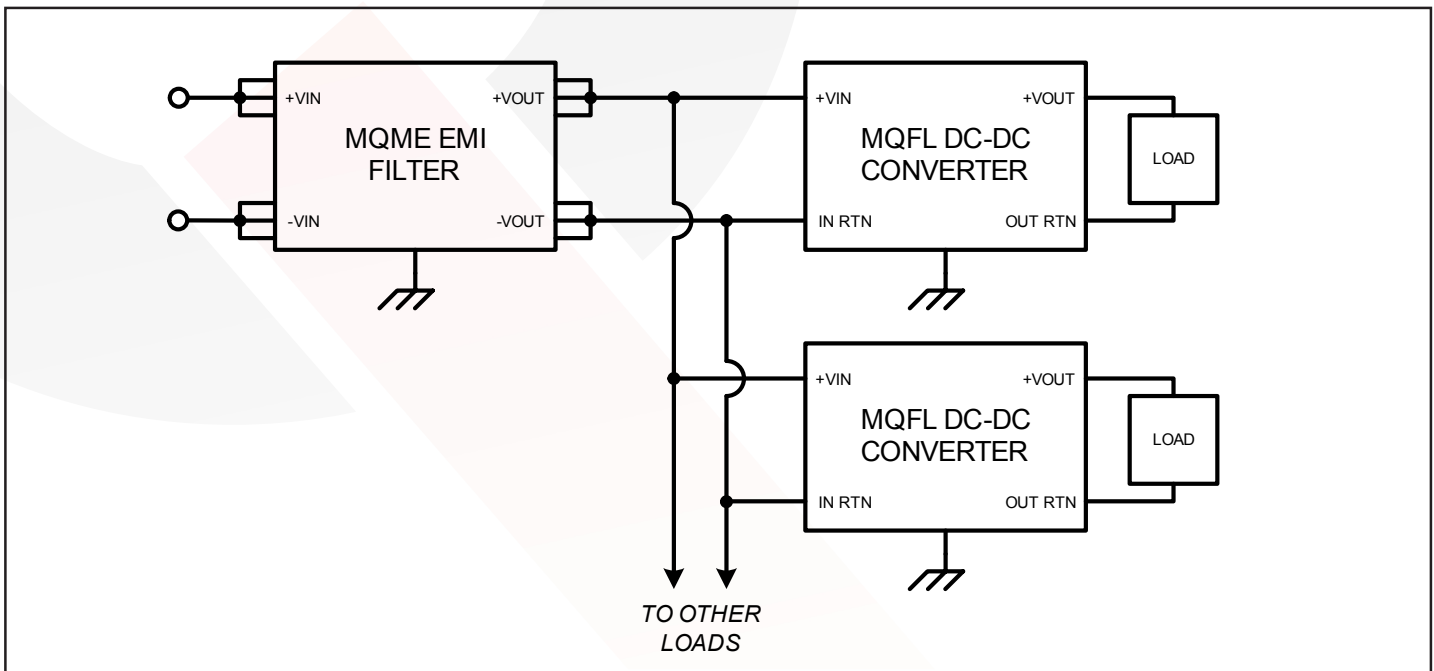 +VIN
+VOUT
MQME EMI
FILTER
-VIN
-VOUT
+VIN
+VOUT
MQFL DC-DC
CONVERTER
IN RTN
OUT RTN
LOAD
+VIN
+VOUT
MQFL DC-DC
CONVERTER
IN RTN
OUT RTN
LOAD
TO OTHER
LOADS